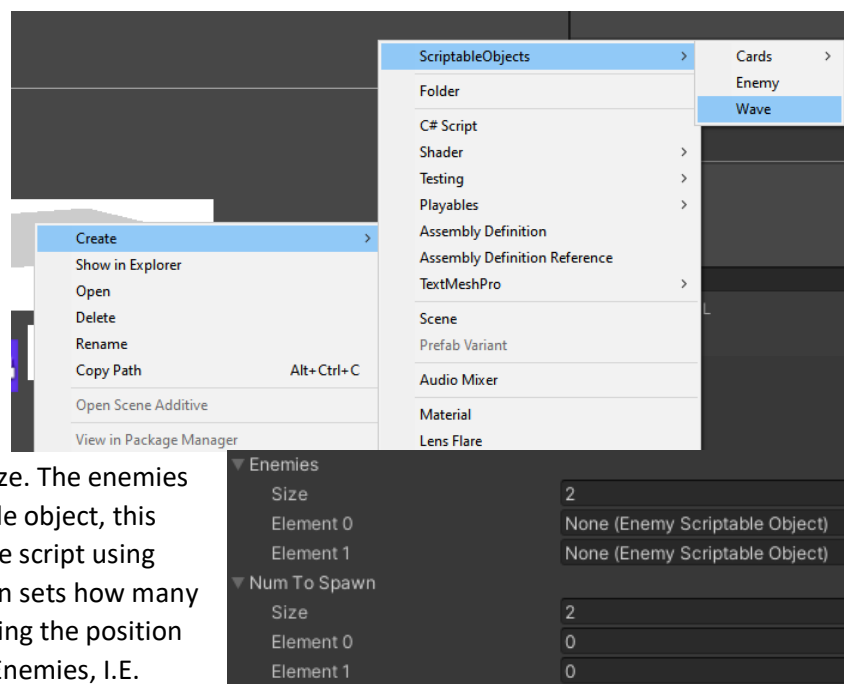 ScriptableObjects
Cards
Enemy
Wave
Folder
C# Script
Shader
Testing
Playables
Assembly Definition
Assembly Definition Reference
TextMeshPro
Scene
Prefab Variant
Audio Mixer
Material
Lens Flare
L
Create
Show in Explorer
Open
Delete
Rename
Copy Path Alt+Ctrl+C
Open Scene Additive
View in Package Manager
ze. The enemies
le object, this
e script using
n sets how many
ing the position
Enemies, I.E.
Enemies
Size 2
Element 0 None (Enemy Scriptable Object)
Element 1 None (Enemy Scriptable Object)
Num To Spawn
Size 2
Element 0 0
Element 1 0